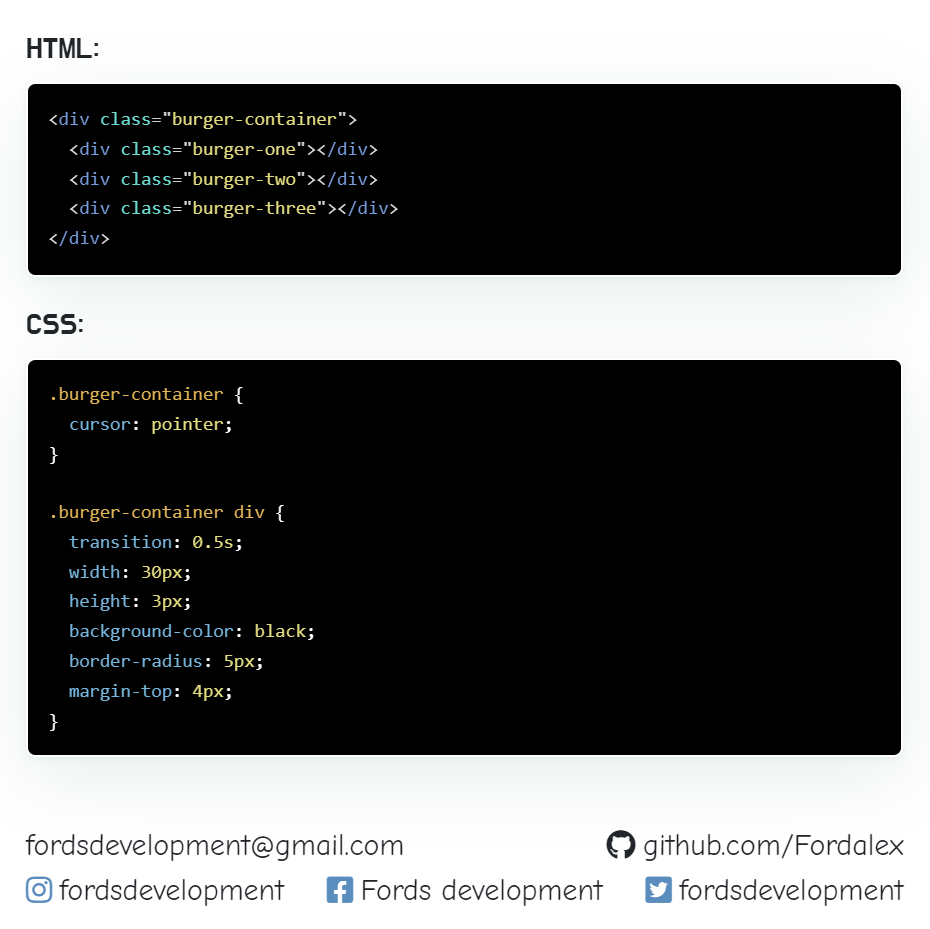 HTML:
<div class="burger-container">
  <div class="burger-one"></div>
  <div class="burger-two"></div>
  <div class="burger-three"></div>
</div>
CSS:
.burger-container {
  cursor: pointer;
}
.burger-container div {
  transition: 0.5s;
  width: 30px;
  height: 3px;
  background-color: black;
  border-radius: 5px;
  margin-top: 4px;
}
fordsdevelopment@gmail.com github.com/Fordalex
fordsdevelopment Fords development fordsdevelopment